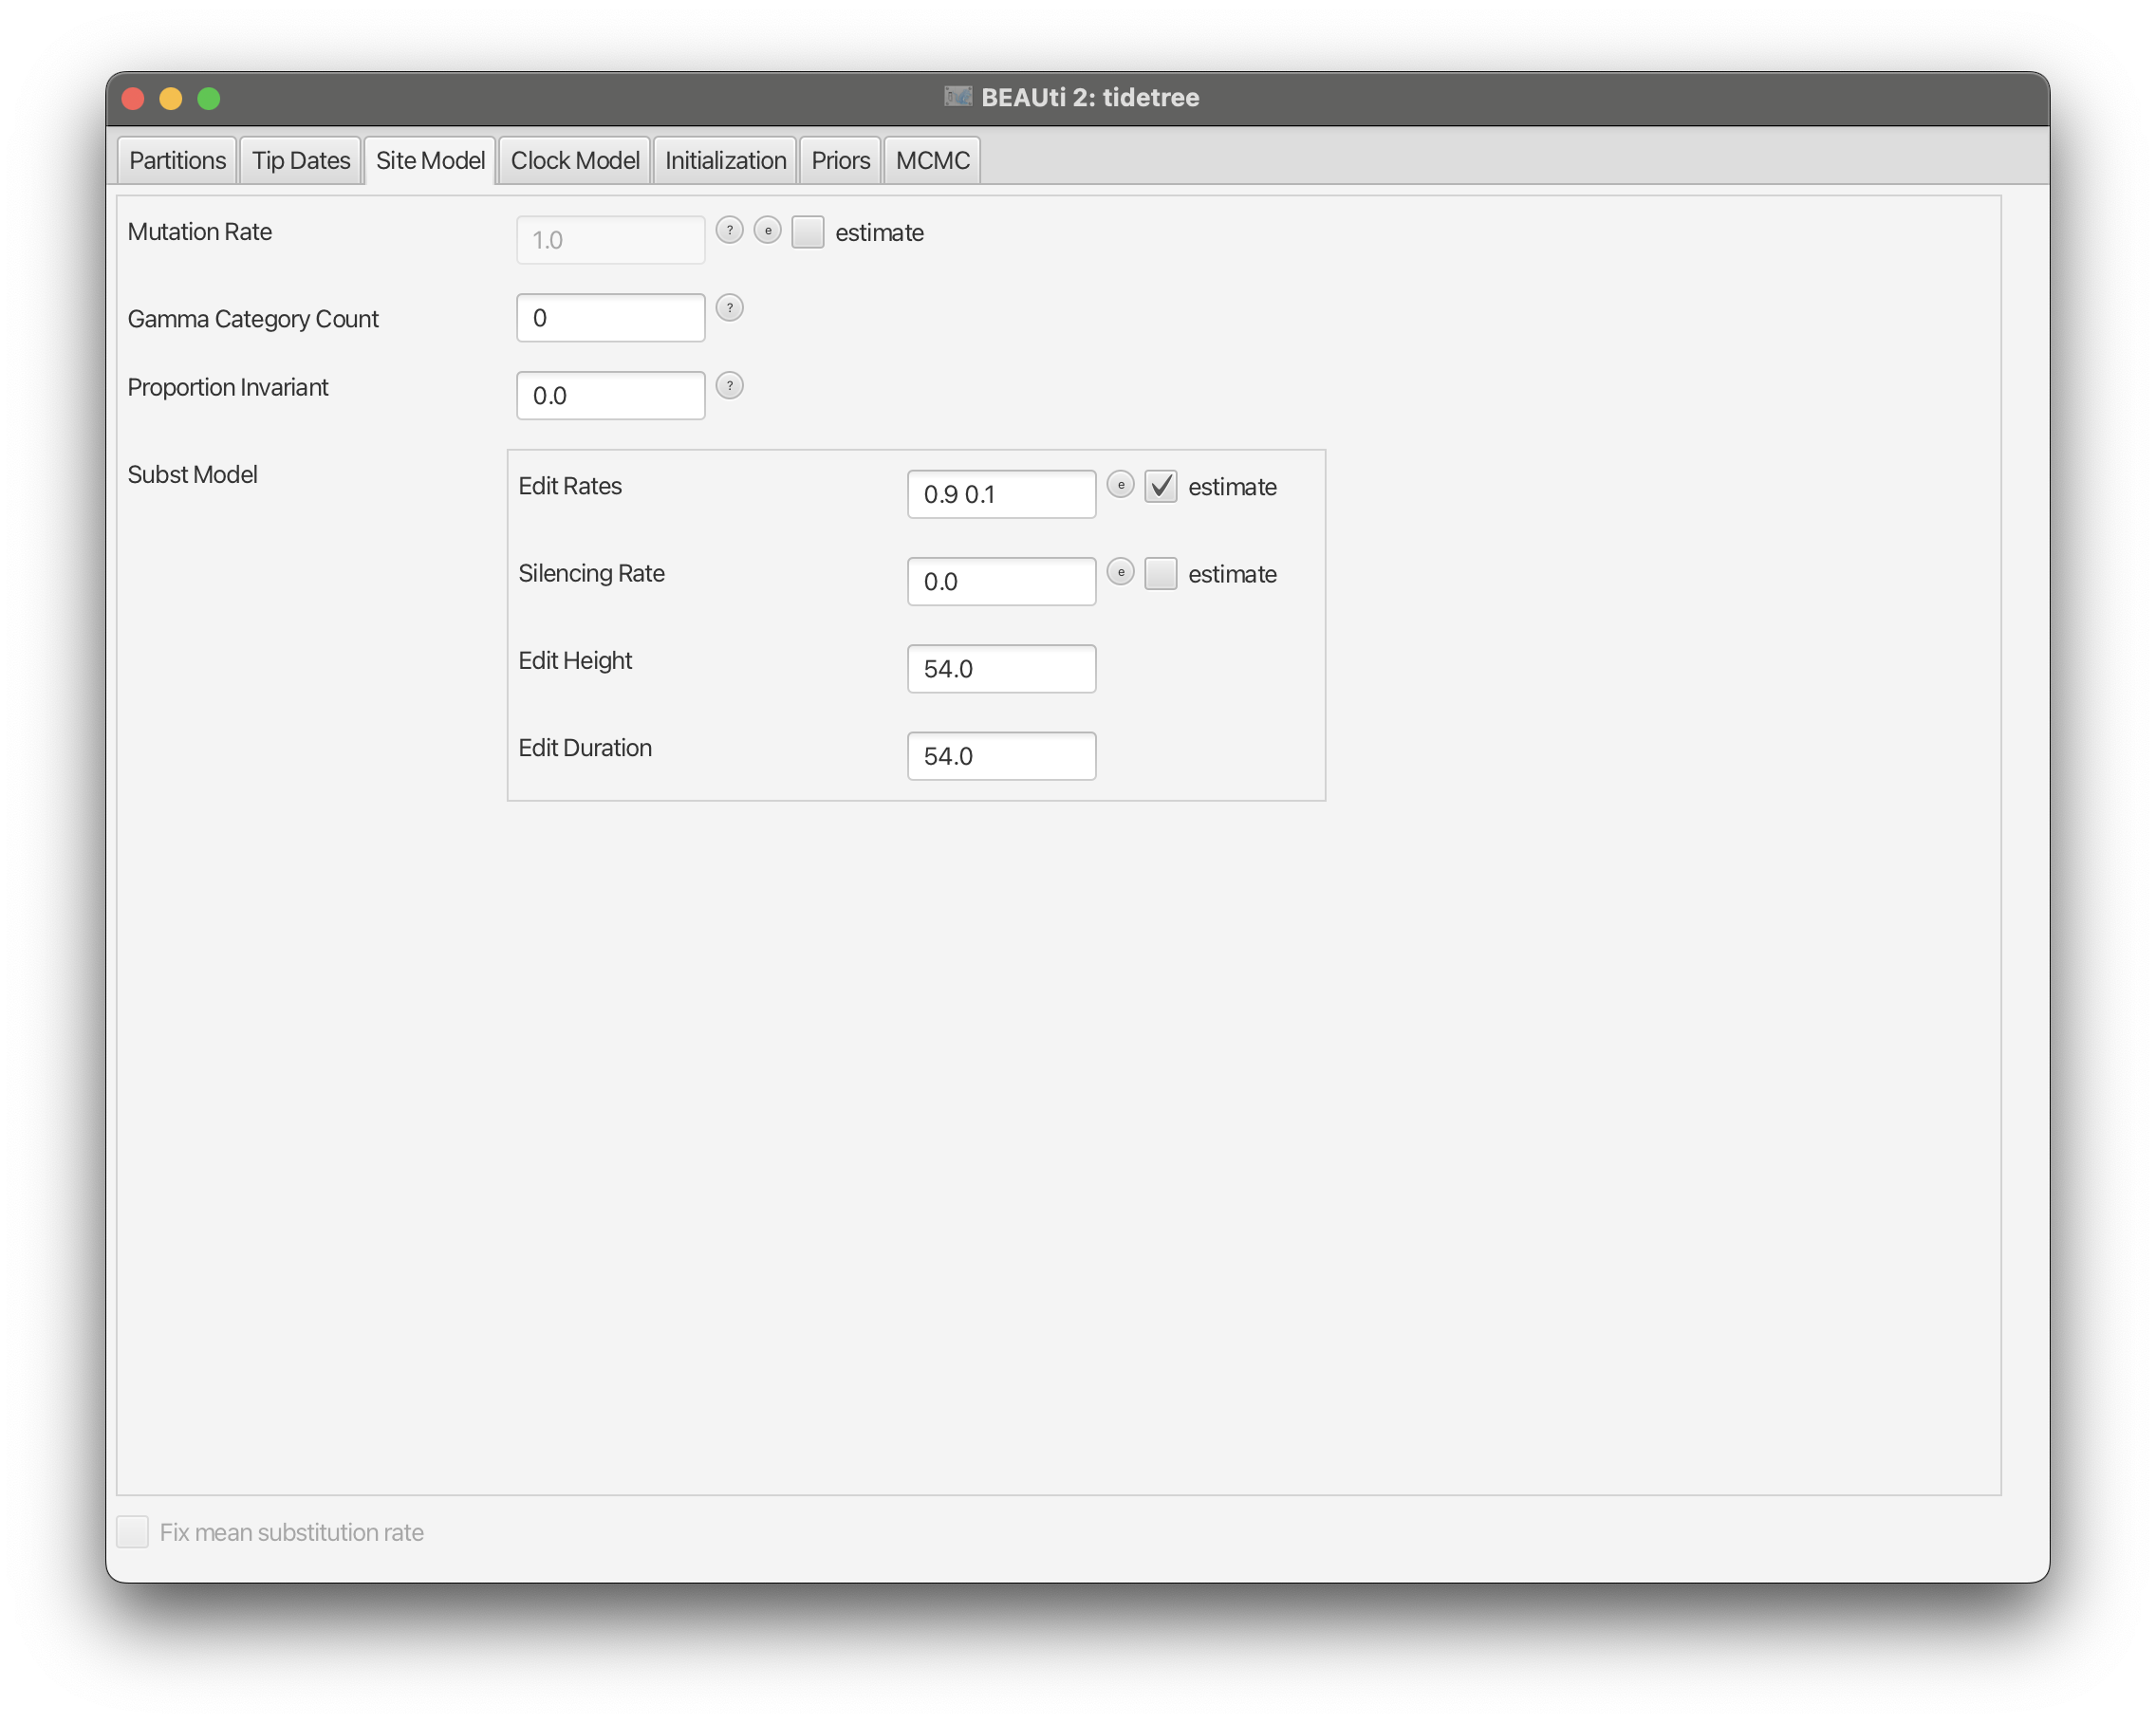 BEAUti 2: tidetree
Partitions Tip Dates Site Model Clock Model Initialization Priors MCMC
Mutation Rate 1.0 ? e estimate
Gamma Category Count 0 ?
Proportion Invariant 0.0 ?
Subst Model
Edit Rates 0.9 0.1 e estimate
Silencing Rate 0.0 e estimate
Edit Height 54.0
Edit Duration 54.0
Fix mean substitution rate